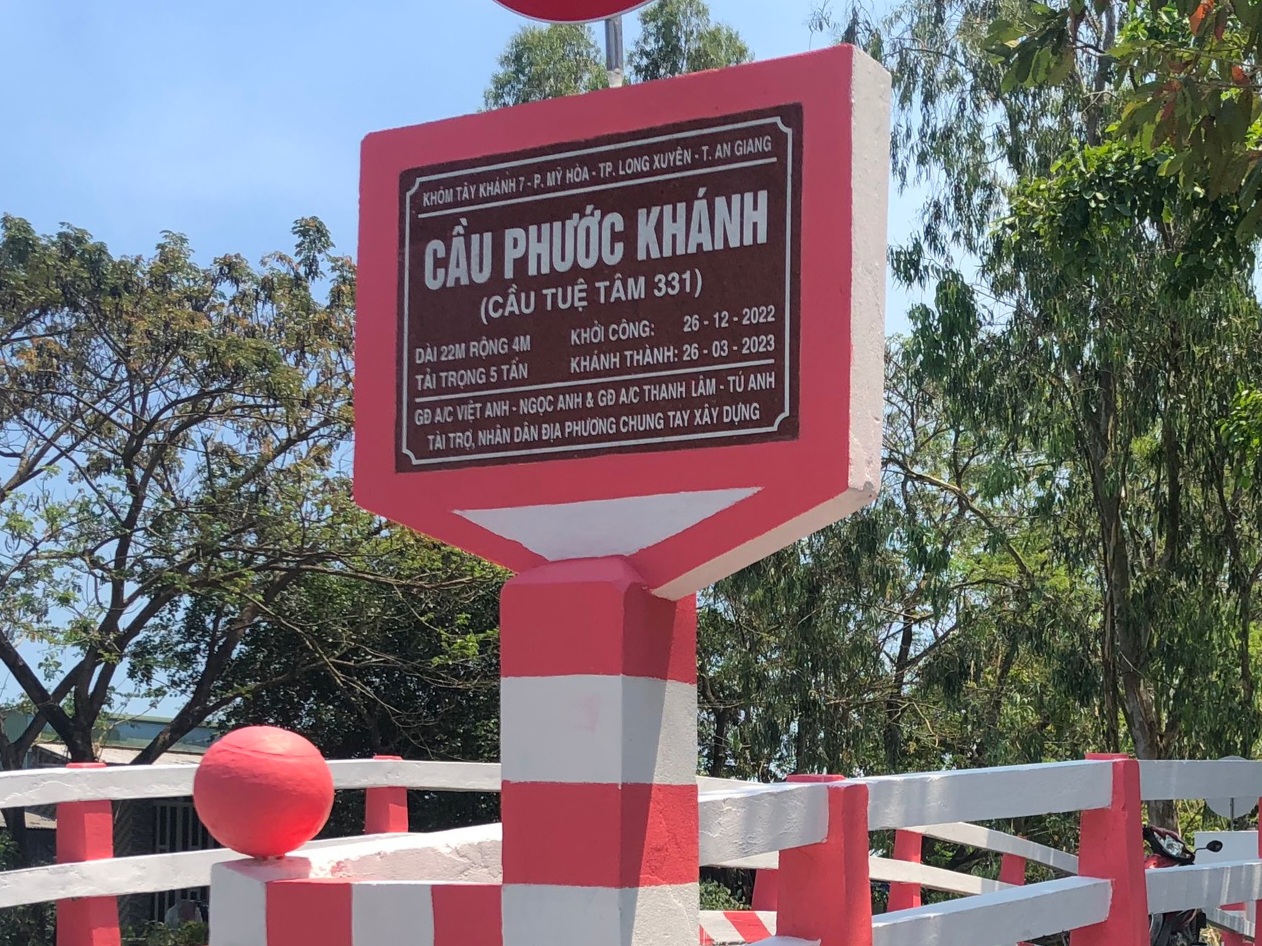 KHÓM TÂY KHÁNH 7 - P. MỸ HÒA - TP. LONG XUYÊN - T. AN GIANG
CẦU PHƯỚC KHÁNH
(CẦU TUỆ TÂM 331)
DÀI 22M RỘNG 4M KHỞI CÔNG: 26 - 12 - 2022
TẢI TRỌNG 5 TẤN KHÁNH THÀNH: 26 - 03 - 2023
GĐ A/C VIỆT ANH - NGỌC ANH & GĐ A/C THANH LÂM - TÚ ANH
TÀI TRỢ, NHÂN DÂN ĐỊA PHƯƠNG CHUNG TAY XÂY DỰNG